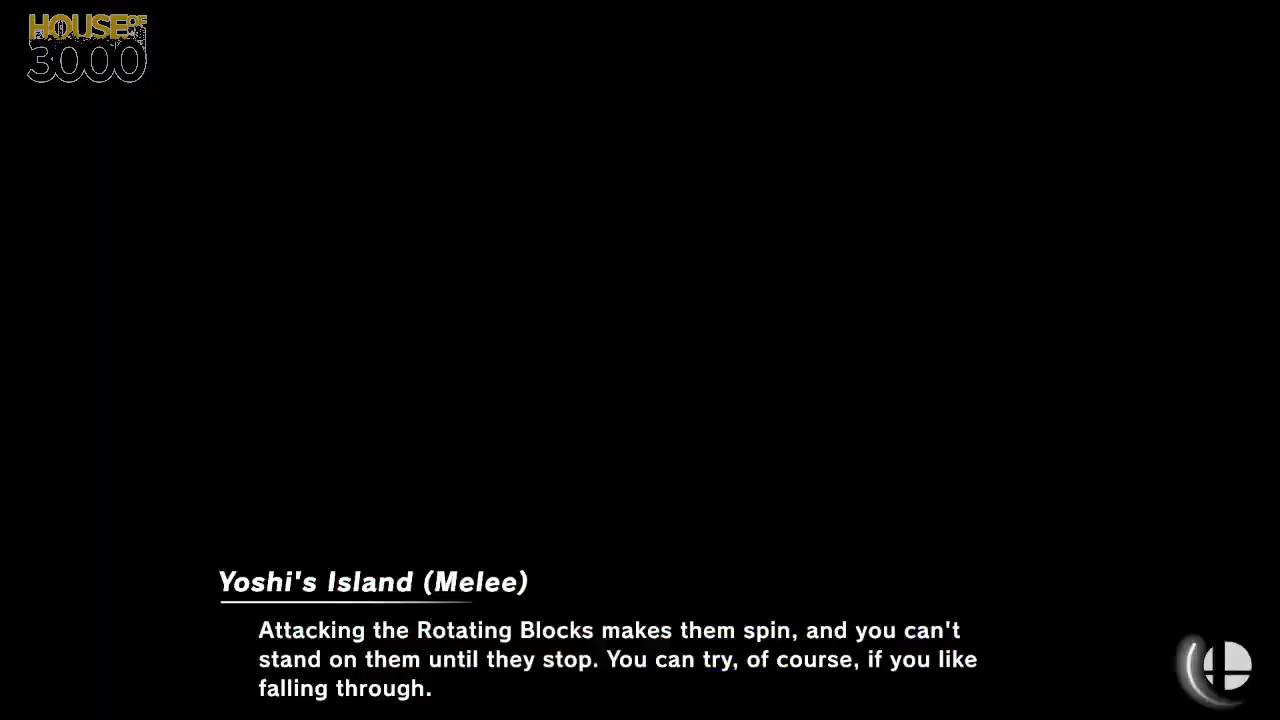 HOUSE OF
3000
Yoshi's Island (Melee)
Attacking the Rotating Blocks makes them spin, and you can't
stand on them until they stop. You can try, of course, if you like
falling through.